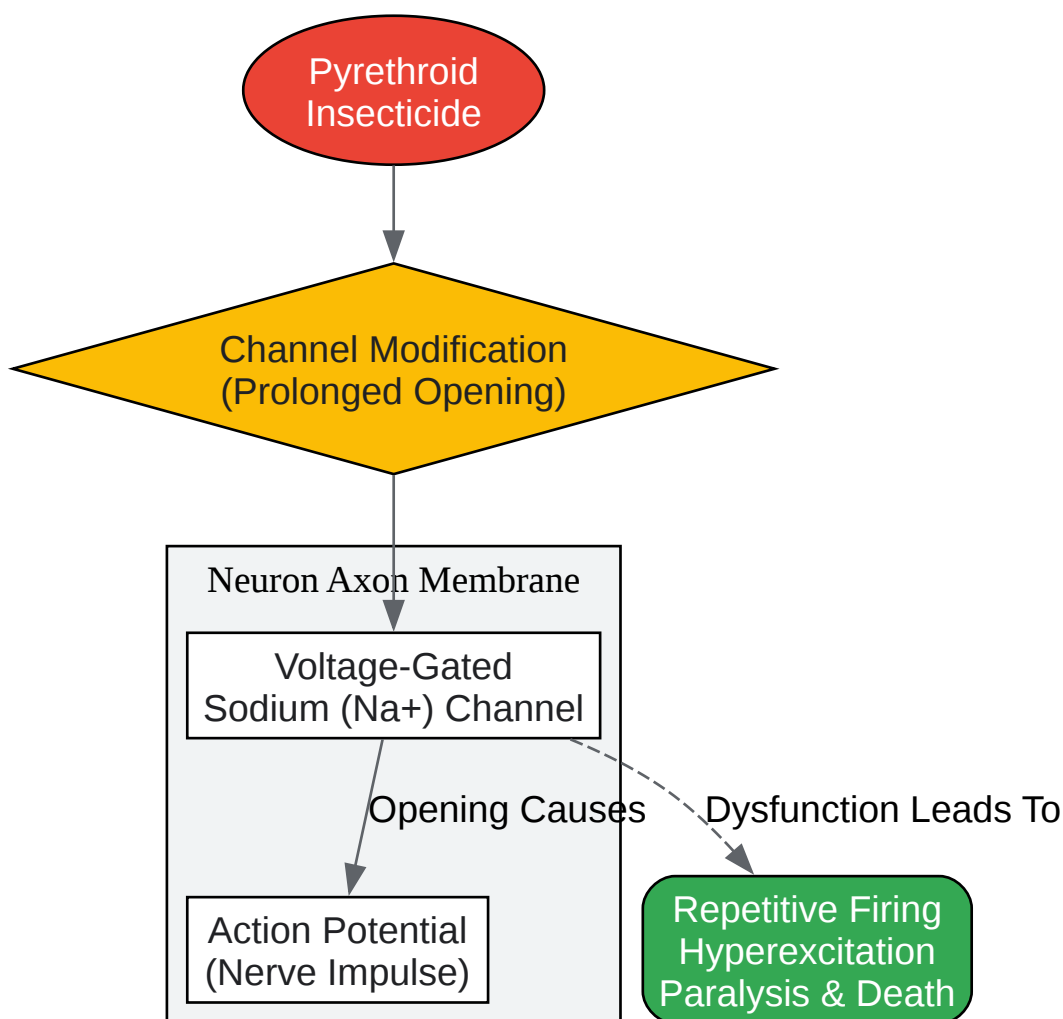 Pyrethroid
Insecticide
Channel Modification
(Prolonged Opening)
Neuron Axon Membrane
Voltage-Gated
Sodium (Na+) Channel
Opening Causes
Dysfunction Leads To
Action Potential
(Nerve Impulse)
Repetitive Firing
Hyperexcitation
Paralysis & Death